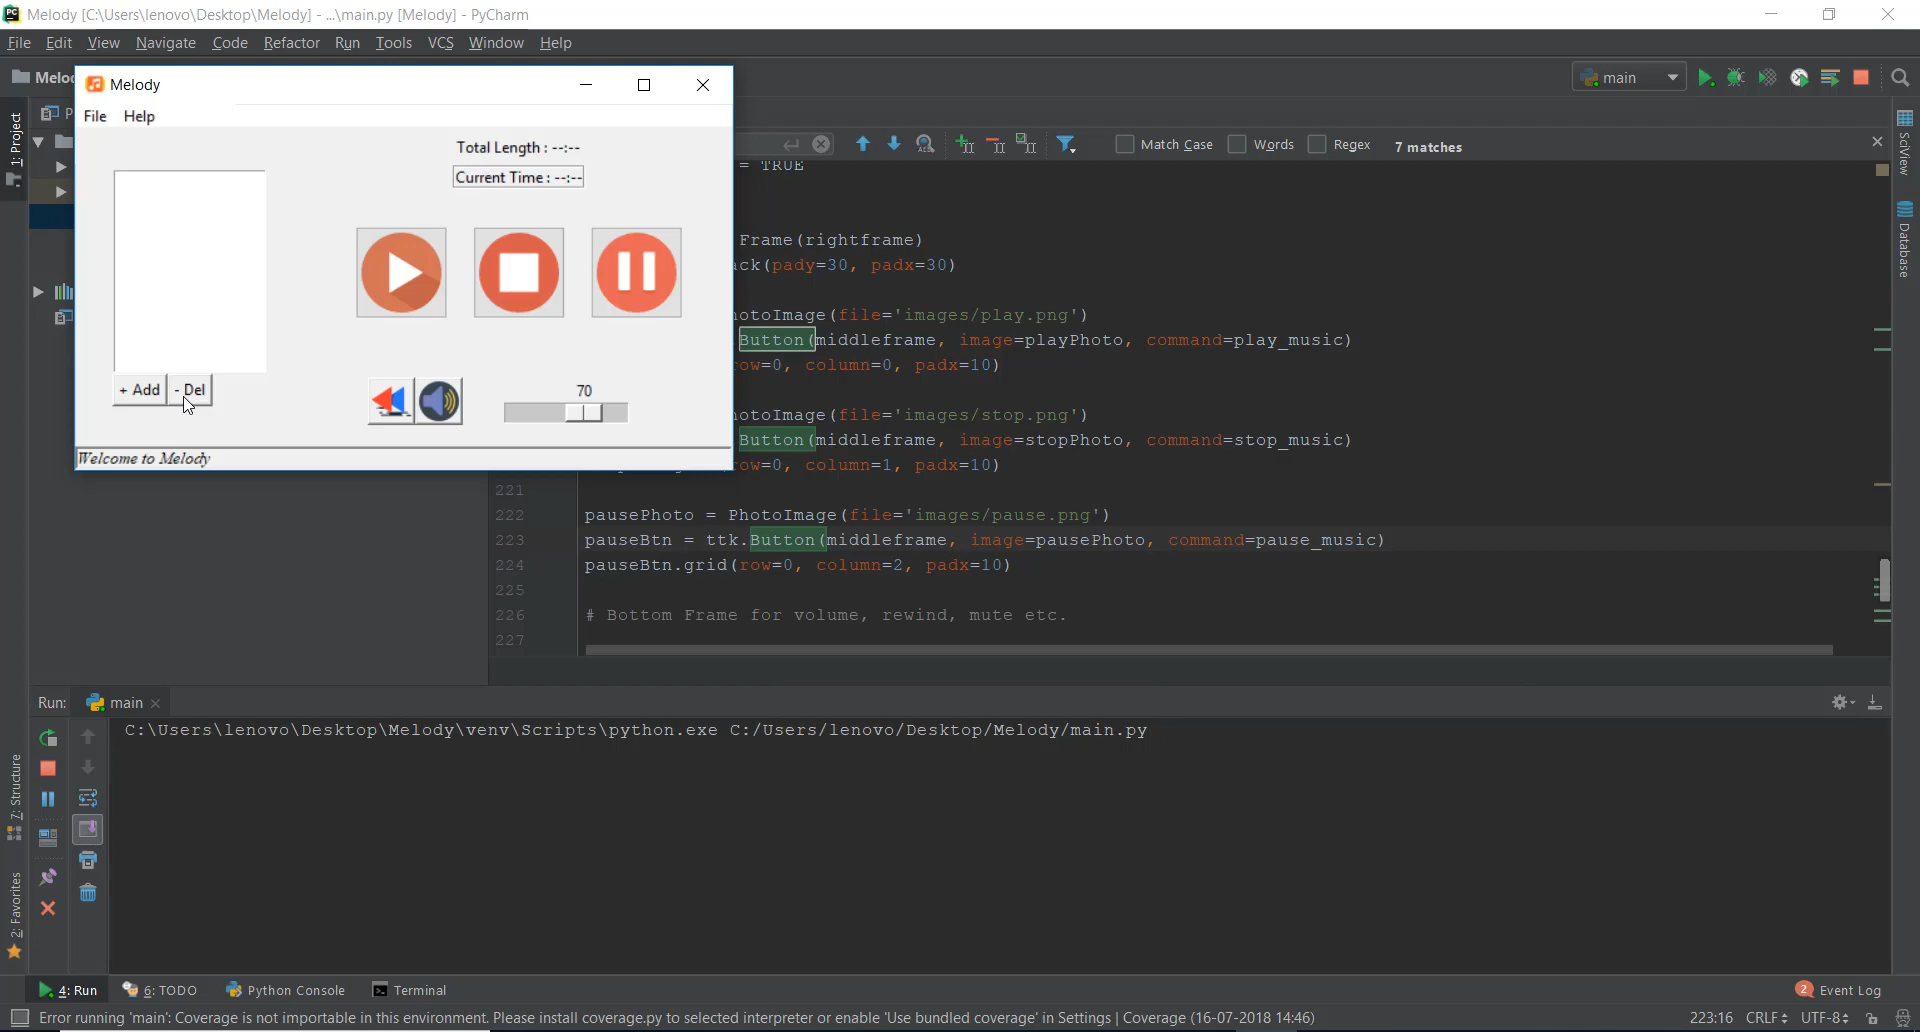 Melody [C:\Users\lenovo\Desktop\Melody] - ...\main.py [Melody] - PyCharm
File Edit View Navigate Code Refactor Run Tools VCS Window Help
main
Melody
File Help
Total Length : --:--
Current Time : --:--
+ Add - Del
70
Welcome to Melody
1: Project
Match Case Words Regex 7 matches
= TRUE
Frame(rightframe)
ck(pady=30, padx=30)
otoImage(file='images/play.png')
Button(middleframe, image=playPhoto, command=play_music)
ow=0, column=0, padx=10)
otoImage(file='images/stop.png')
Button(middleframe, image=stopPhoto, command=stop_music)
ow=0, column=1, padx=10)
221
222 pausePhoto = PhotoImage(file='images/pause.png')
223 pauseBtn = ttk.Button(middleframe, image=pausePhoto, command=pause_music)
224 pauseBtn.grid(row=0, column=2, padx=10)
225
226 # Bottom Frame for volume, rewind, mute etc.
227
SciView
Database
Run: main
C:\Users\lenovo\Desktop\Melody\venv\Scripts\python.exe C:/Users/lenovo/Desktop/Melody/main.py
7: Structure
2: Favorites
4: Run 6: TODO Python Console Terminal 2 Event Log
Error running 'main': Coverage is not importable in this environment. Please install coverage.py to selected interpreter or enable 'Use bundled coverage' in Settings | Coverage (16-07-2018 14:46) 223:16 CRLF UTF-8